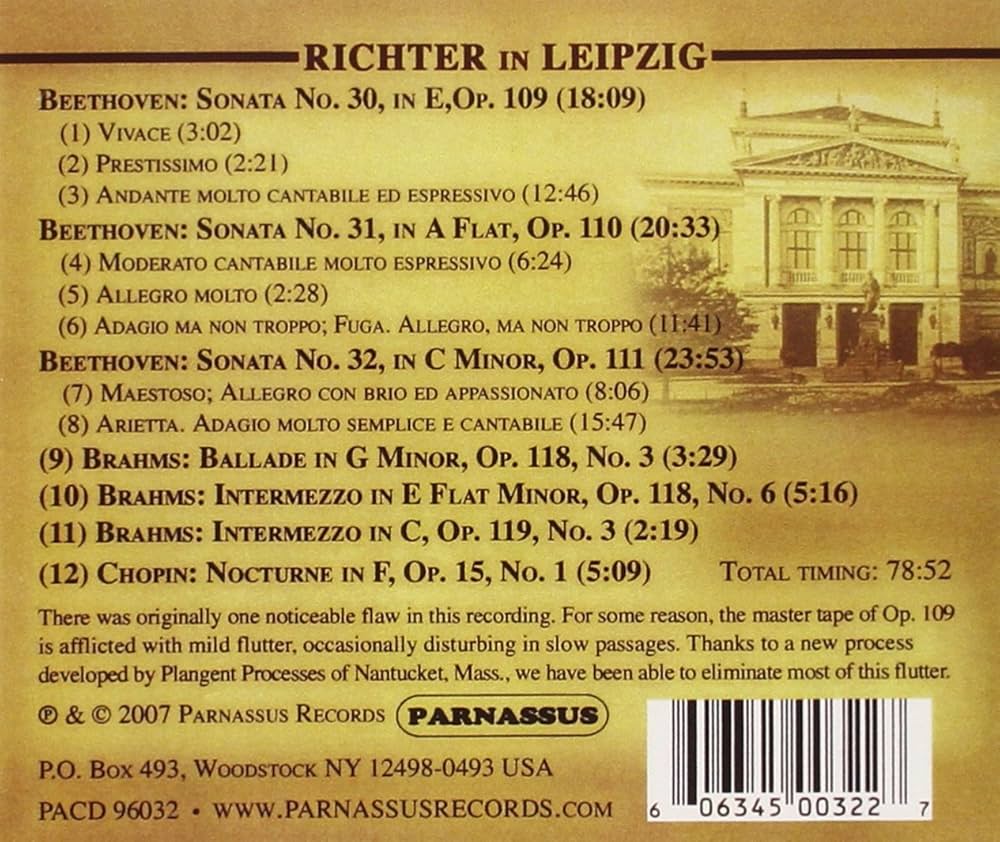 RICHTER IN LEIPZIG
BEETHOVEN: SONATA NO. 30, IN E,OP. 109 (18:09)
(1) VIVACE (3:02)
(2) PRESTISSIMO (2:21)
(3) ANDANTE MOLTO CANTABILE ED ESPRESSIVO (12:46)
BEETHOVEN: SONATA NO. 31, IN A FLAT, OP. 110 (20:33)
(4) MODERATO CANTABILE MOLTO ESPRESSIVO (6:24)
(5) ALLEGRO MOLTO (2:28)
(6) ADAGIO MA NON TROPPO; FUGA. ALLEGRO, MA NON TROPPO (11:41)
BEETHOVEN: SONATA NO. 32, IN C MINOR, OP. 111 (23:53)
(7) MAESTOSO; ALLEGRO CON BRIO ED APPASSIONATO (8:06)
(8) ARIETTA. ADAGIO MOLTO SEMPLICE E CANTABILE (15:47)
(9) BRAHMS: BALLADE IN G MINOR, OP. 118, NO. 3 (3:29)
(10) BRAHMS: INTERMEZZO IN E FLAT MINOR, OP. 118, NO. 6 (5:16)
(11) BRAHMS: INTERMEZZO IN C, OP. 119, NO. 3 (2:19)
(12) CHOPIN: NOCTURNE IN F, OP. 15, NO. 1 (5:09) TOTAL TIMING: 78:52
There was originally one noticeable flaw in this recording. For some reason, the master tape of Op. 109
is afflicted with mild flutter, occasionally disturbing in slow passages. Thanks to a new process
developed by Plangent Processes of Nantucket, Mass., we have been able to eliminate most of this flutter.
℗ & © 2007 PARNASSUS RECORDS PARNASSUS
P.O. BOX 493, WOODSTOCK NY 12498-0493 USA
PACD 96032 • WWW.PARNASSUSRECORDS.COM
6 06345 00322 7